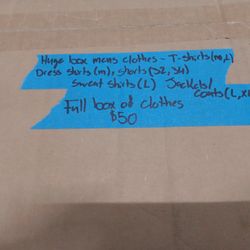 Huge box mens clothes - T-shirts (m, L)
Dress shirts (m), shorts (32, 34)
Sweat shirts (L) Jackets/
Coats (L, XL
Full box of clothes
$50